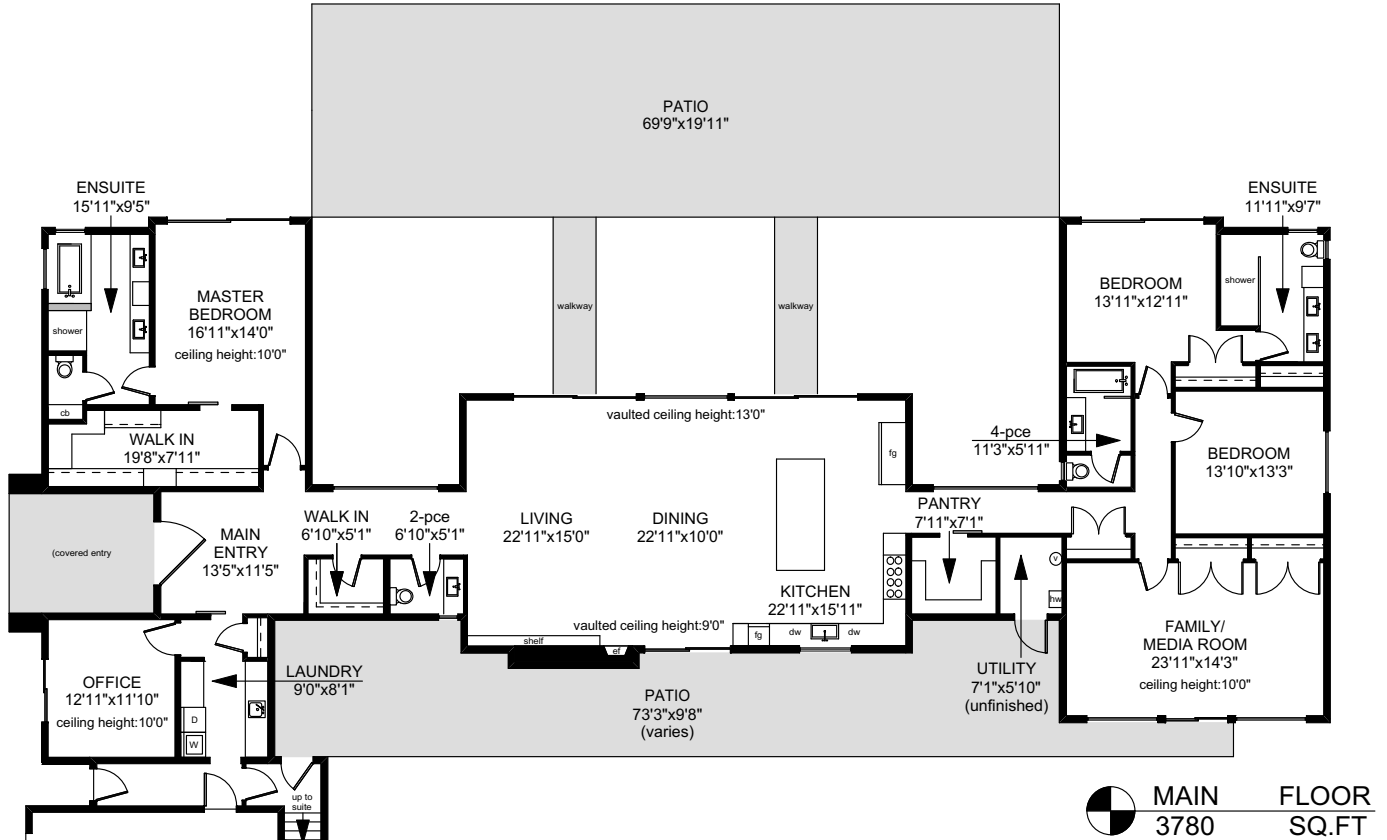 PATIO
69'9"x19'11"
ENSUITE
15'11"x9'5"
ENSUITE
11'11"x9'7"
MASTER
BEDROOM
16'11"x14'0"
ceiling height:10'0"
shower
cb
walkway
walkway
BEDROOM
13'11"x12'11"
shower
WALK IN
19'8"x7'11"
vaulted ceiling height:13'0"
fg
4-pce
11'3"x5'11"
BEDROOM
13'10"x13'3"
(covered entry
MAIN
ENTRY
13'5"x11'5"
WALK IN
6'10"x5'1"
2-pce
6'10"x5'1"
LIVING
22'11"x15'0"
DINING
22'11"x10'0"
PANTRY
7'11"x7'1"
KITCHEN
22'11"x15'11"
v
hw
vaulted ceiling height:9'0"
shelf
ef
fg
dw
dw
OFFICE
12'11"x11'10"
ceiling height:10'0"
LAUNDRY
9'0"x8'1"
D
W
PATIO
73'3"x9'8"
(varies)
UTILITY
7'1"x5'10"
(unfinished)
FAMILY/
MEDIA ROOM
23'11"x14'3"
ceiling height:10'0"
up to
suite
MAIN FLOOR
3780 SQ.FT